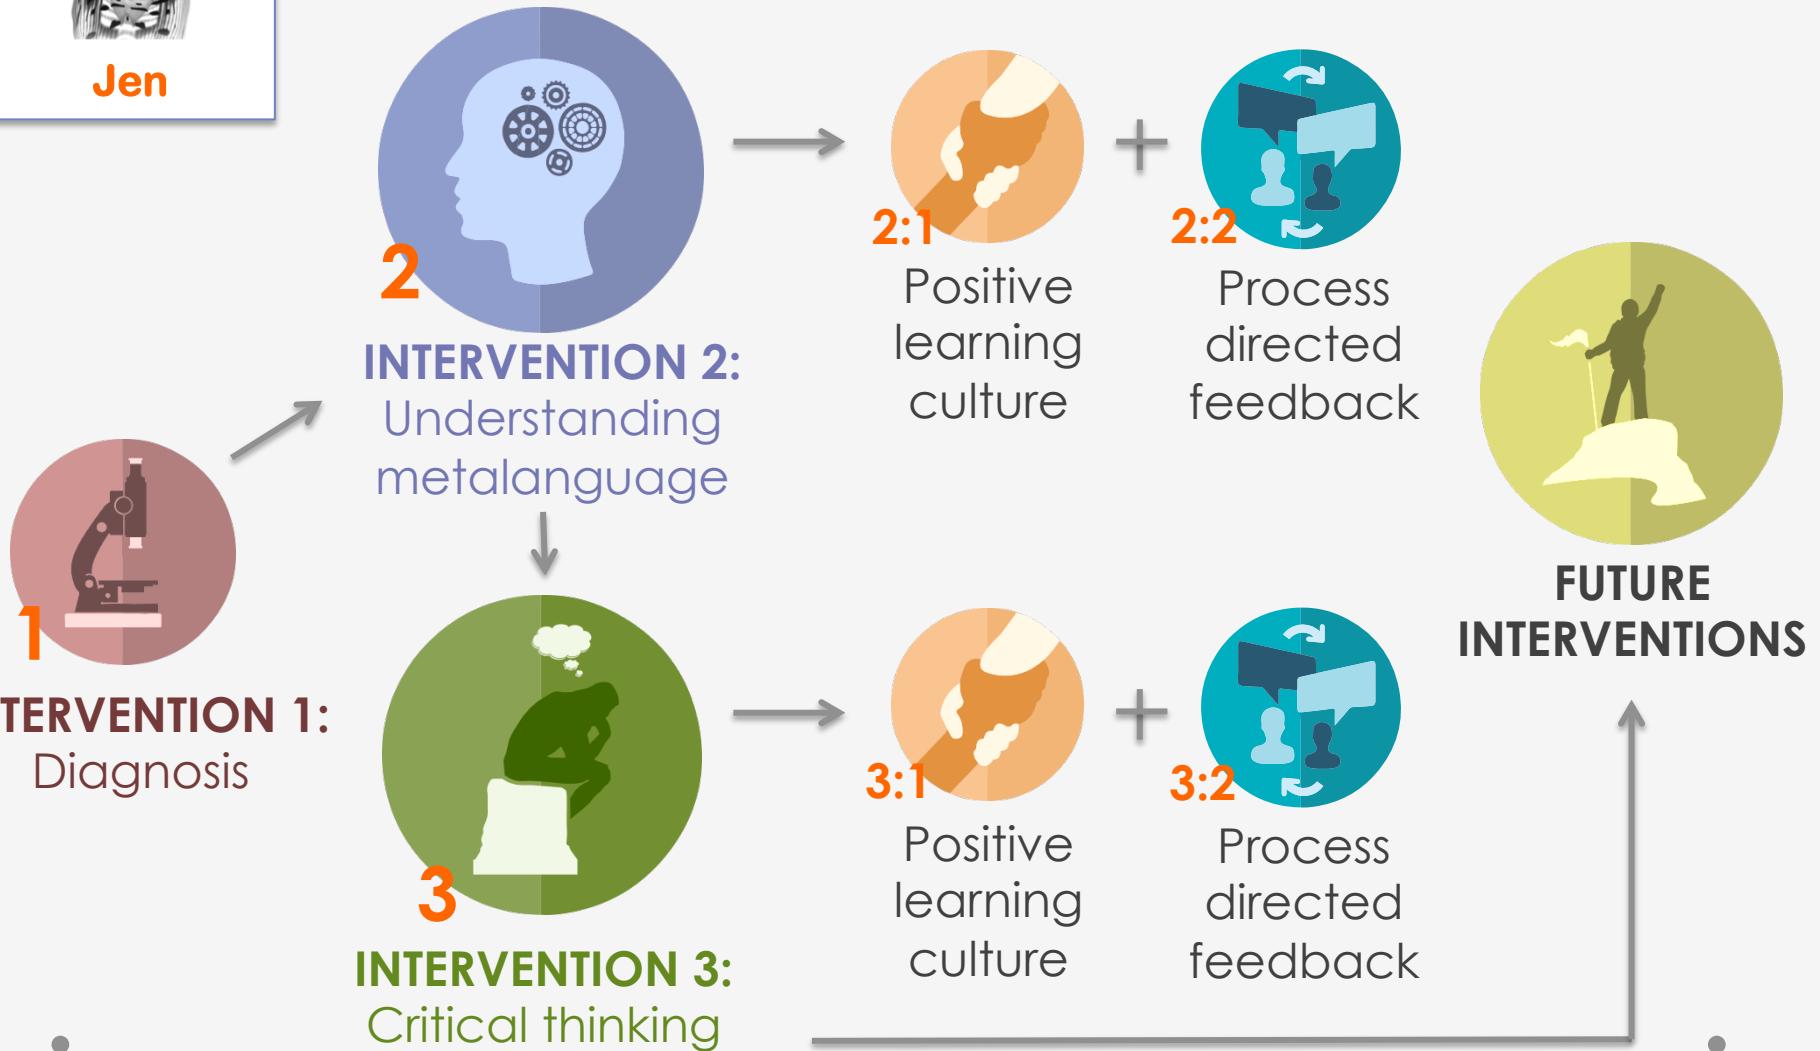 Jen
2
INTERVENTION 2:
Understanding
metalanguage
2:1
Positive
learning
culture
2:2
Process
directed
feedback
1
TERVENTION 1:
Diagnosis
3
INTERVENTION 3:
Critical thinking
3:1
Positive
learning
culture
3:2
Process
directed
feedback
FUTURE
INTERVENTIONS